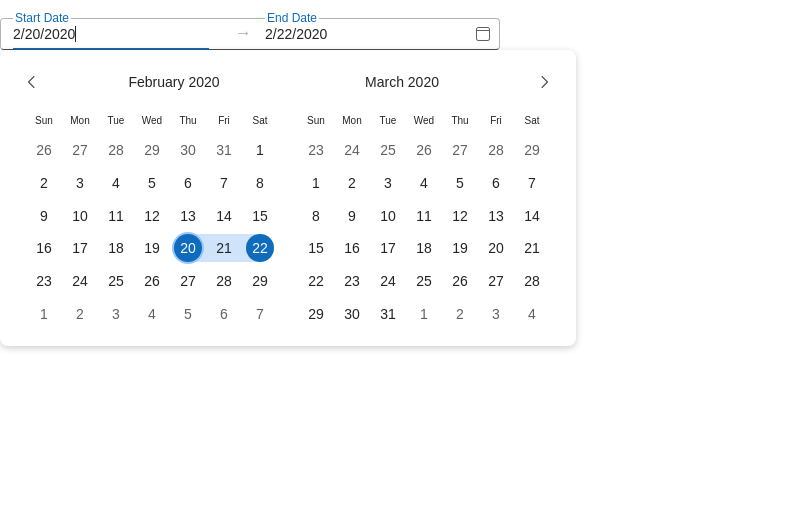 Start Date
End Date
2/20/2020 → 2/22/2020
February 2020
March 2020
Sun Mon Tue Wed Thu Fri Sat
26 27 28 29 30 31 1
2 3 4 5 6 7 8
9 10 11 12 13 14 15
16 17 18 19 20 21 22
23 24 25 26 27 28 29
1 2 3 4 5 6 7
Sun Mon Tue Wed Thu Fri Sat
23 24 25 26 27 28 29
1 2 3 4 5 6 7
8 9 10 11 12 13 14
15 16 17 18 19 20 21
22 23 24 25 26 27 28
29 30 31 1 2 3 4